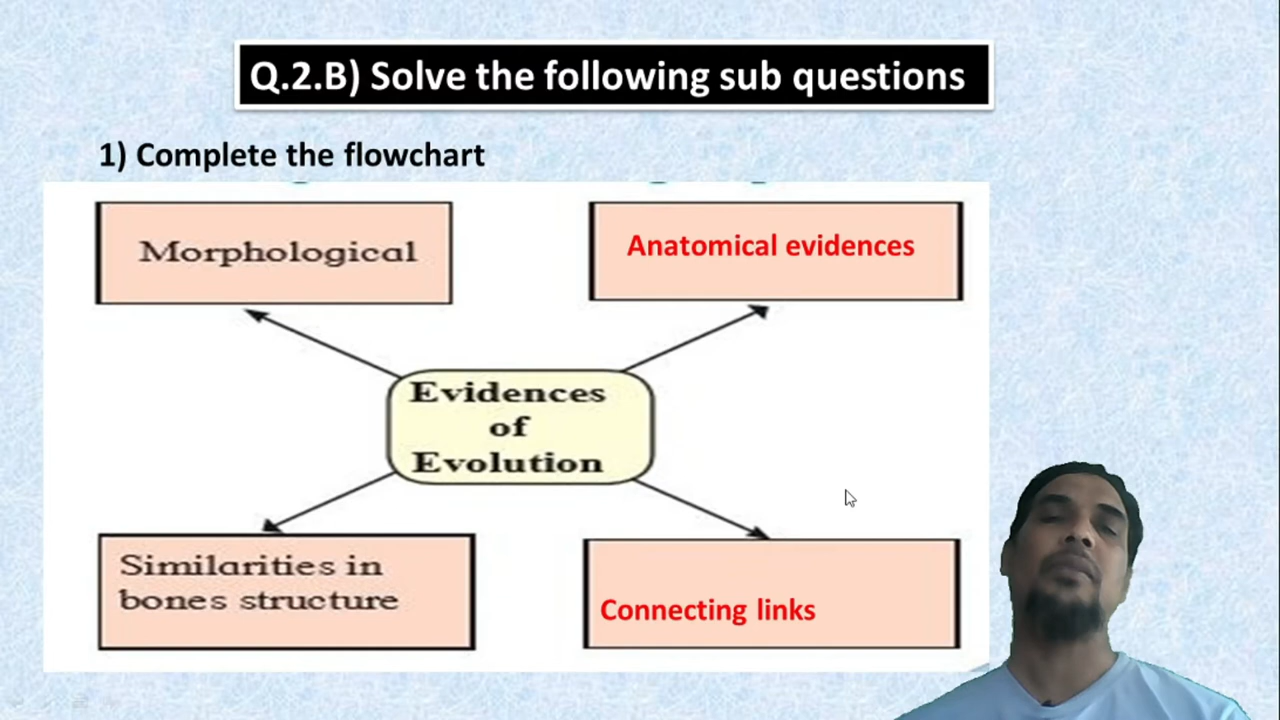 Q.2.B) Solve the following sub questions
1) Complete the flowchart
Morphological
Anatomical evidences
Evidences
of
Evolution
Similarities in
bones structure
Connecting links